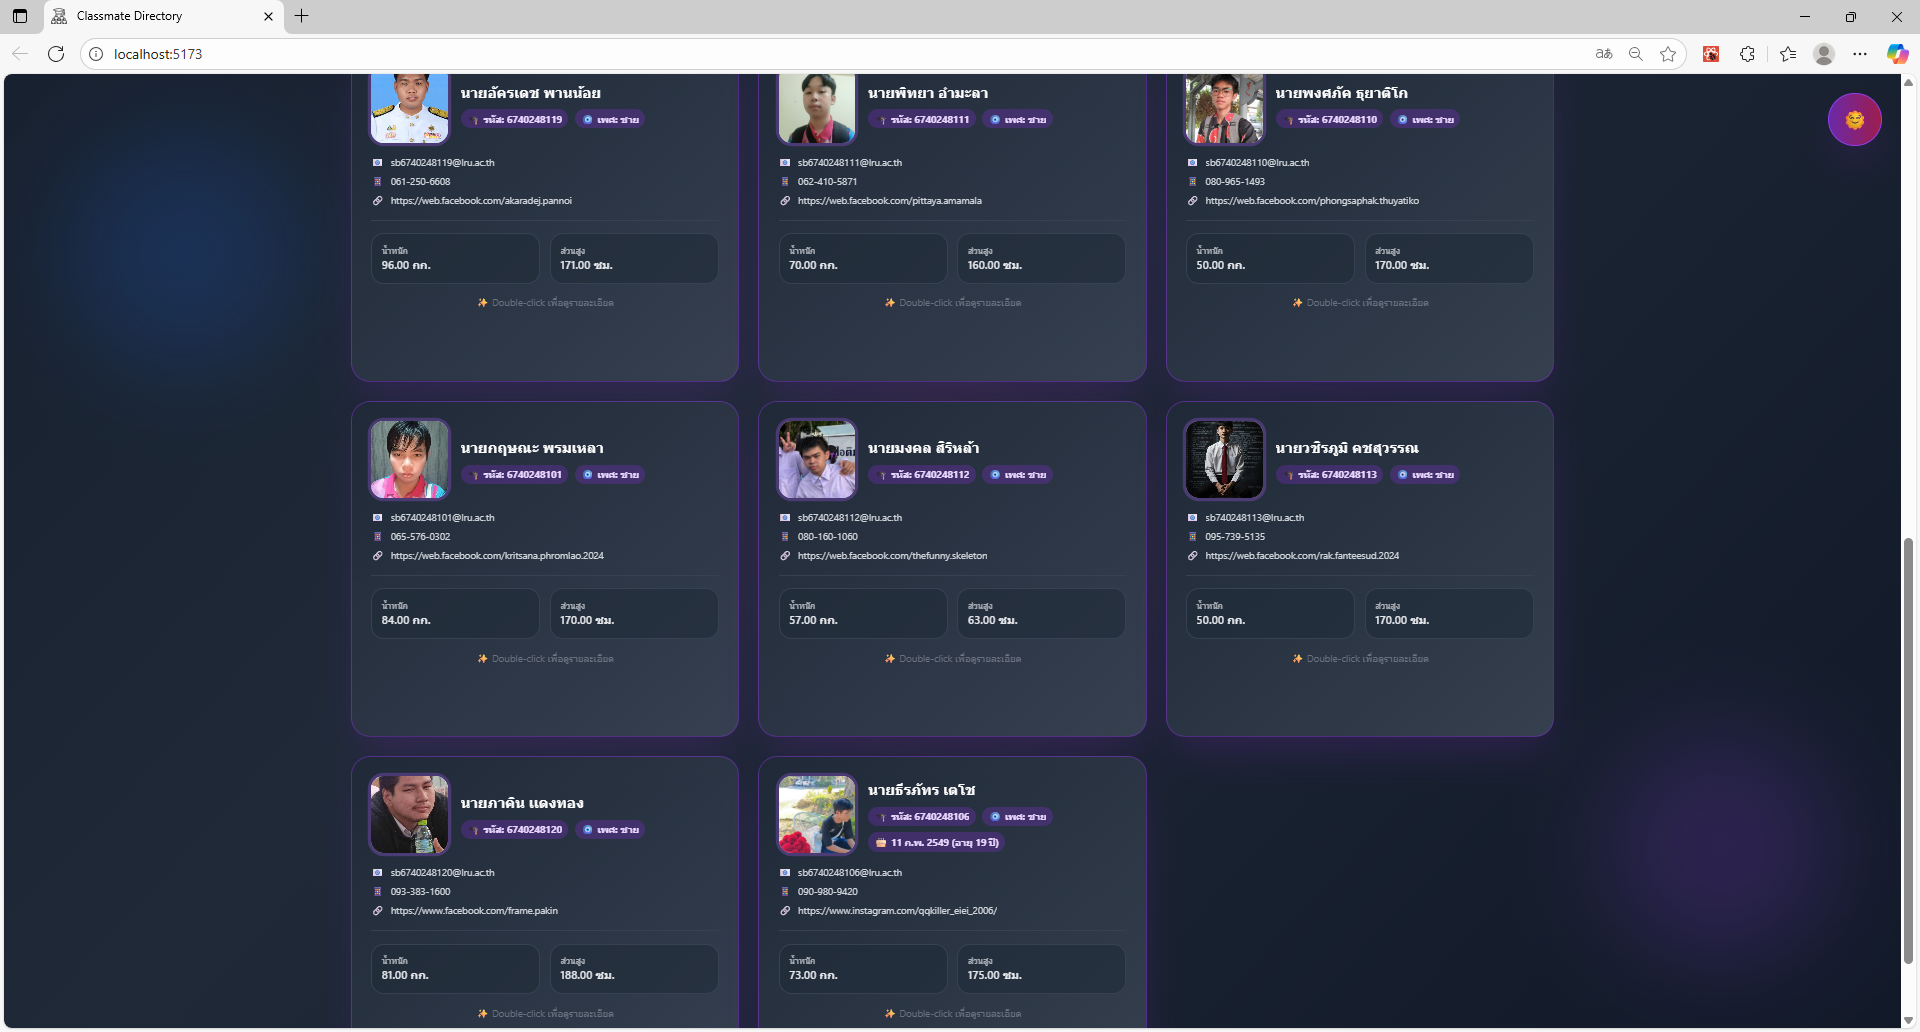 Classmate Directory
localhost:5173
นายอัครเดช พานน้อย
รหัส: 6740248119 เพศ: ชาย
sb6740248119@lru.ac.th
061-250-6608
https://web.facebook.com/akaradej.pannoi
น้ำหนัก ส่วนสูง
96.00 กก. 171.00 ซม.
Double-click เพื่อดูรายละเอียด
นายพิทยา อำมะลา
รหัส: 6740248111 เพศ: ชาย
sb6740248111@lru.ac.th
062-410-5871
https://web.facebook.com/pittaya.amamala
น้ำหนัก ส่วนสูง
70.00 กก. 160.00 ซม.
Double-click เพื่อดูรายละเอียด
นายพงศภัค ธุยาติโก
รหัส: 6740248110 เพศ: ชาย
sb6740248110@lru.ac.th
080-965-1493
https://web.facebook.com/phongsaphak.thuyatiko
น้ำหนัก ส่วนสูง
50.00 กก. 170.00 ซม.
Double-click เพื่อดูรายละเอียด
นายกฤษณะ พรมเหลา
รหัส: 6740248101 เพศ: ชาย
sb6740248101@lru.ac.th
065-576-0302
https://web.facebook.com/kritsana.phromlao.2024
น้ำหนัก ส่วนสูง
84.00 กก. 170.00 ซม.
Double-click เพื่อดูรายละเอียด
นายมงคล สิริหล้า
รหัส: 6740248112 เพศ: ชาย
sb6740248112@lru.ac.th
080-160-1060
https://web.facebook.com/thefunny.skeleton
น้ำหนัก ส่วนสูง
57.00 กก. 63.00 ซม.
Double-click เพื่อดูรายละเอียด
นายวชิรภูมิ คชสุวรรณ
รหัส: 6740248113 เพศ: ชาย
sb740248113@lru.ac.th
095-739-5135
https://web.facebook.com/rak.fanteesud.2024
น้ำหนัก ส่วนสูง
50.00 กก. 170.00 ซม.
Double-click เพื่อดูรายละเอียด
นายภาคิน แดงทอง
รหัส: 6740248120 เพศ: ชาย
sb6740248120@lru.ac.th
093-383-1600
https://www.facebook.com/frame.pakin
น้ำหนัก ส่วนสูง
81.00 กก. 188.00 ซม.
Double-click เพื่อดูรายละเอียด
นายธีรภัทร เดโช
รหัส: 6740248106 เพศ: ชาย
11 ก.พ. 2549 (อายุ 19 ปี)
sb6740248106@lru.ac.th
090-980-9420
https://www.instagram.com/qqkiller_eiei_2006/
น้ำหนัก ส่วนสูง
73.00 กก. 175.00 ซม.
Double-click เพื่อดูรายละเอียด